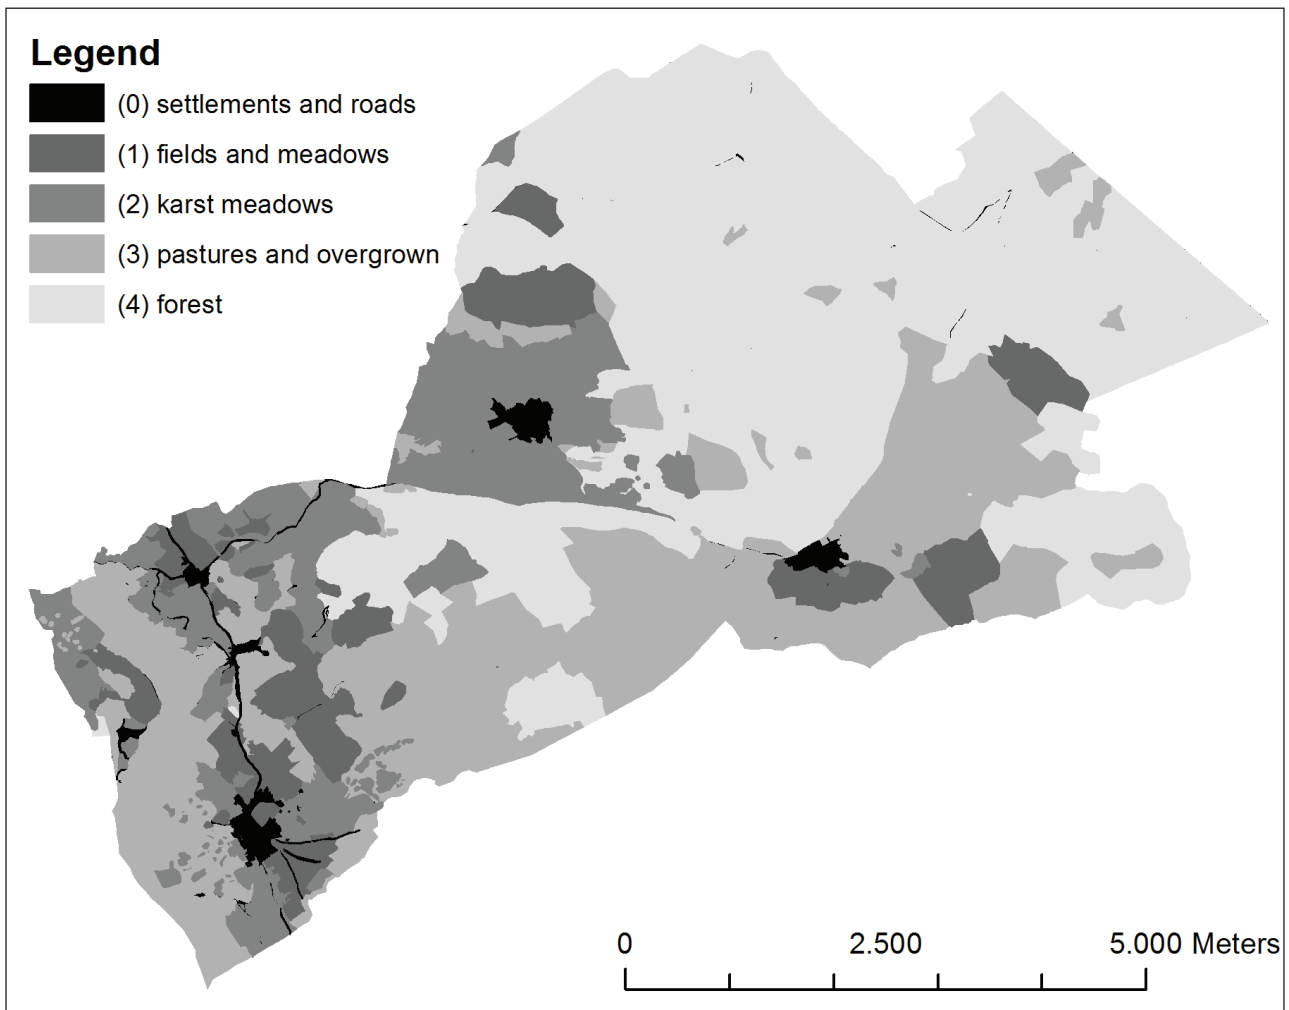 Legend
(0) settlements and roads
(1) fields and meadows
(2) karst meadows
(3) pastures and overgrown
(4) forest
0 2.500 5.000 Meters